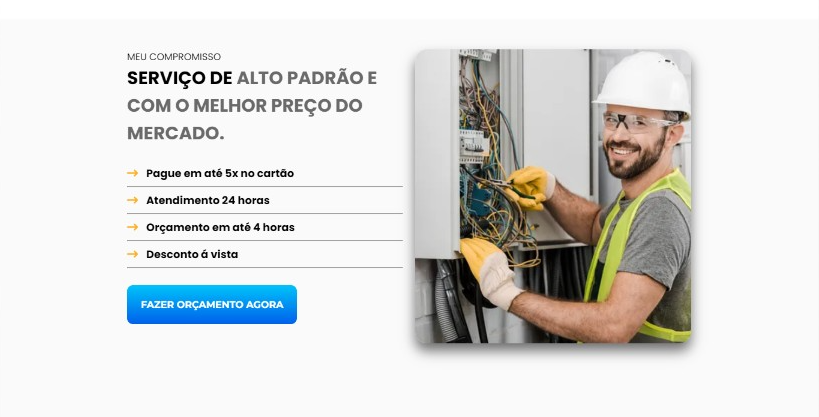 MEU COMPROMISSO
SERVIÇO DE ALTO PADRÃO E
COM O MELHOR PREÇO DO
MERCADO.
Pague em até 5x no cartão
Atendimento 24 horas
Orçamento em até 4 horas
Desconto á vista
FAZER ORÇAMENTO AGORA